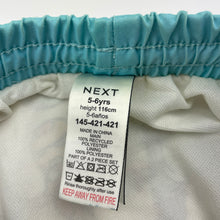 NEXT
5-6yrs
height 116cm
5-6años
145-421-421
MADE IN CHINA
MAIN
100% RECYCLED
POLYESTER
LINING
100% POLYESTER
PART OF A 2 PIECE SET
Rinse thoroughly after use
KEEP AWAY FROM FIRE